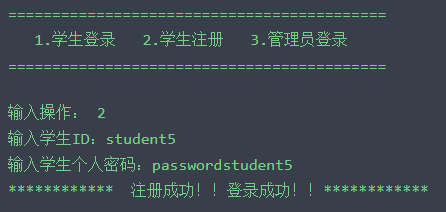 ==========================================
1.学生登录   2.学生注册   3.管理员登录
==========================================
输入操作： 2
输入学生ID：student5
输入学生个人密码：passwordstudent5
************  注册成功！！登录成功！！************